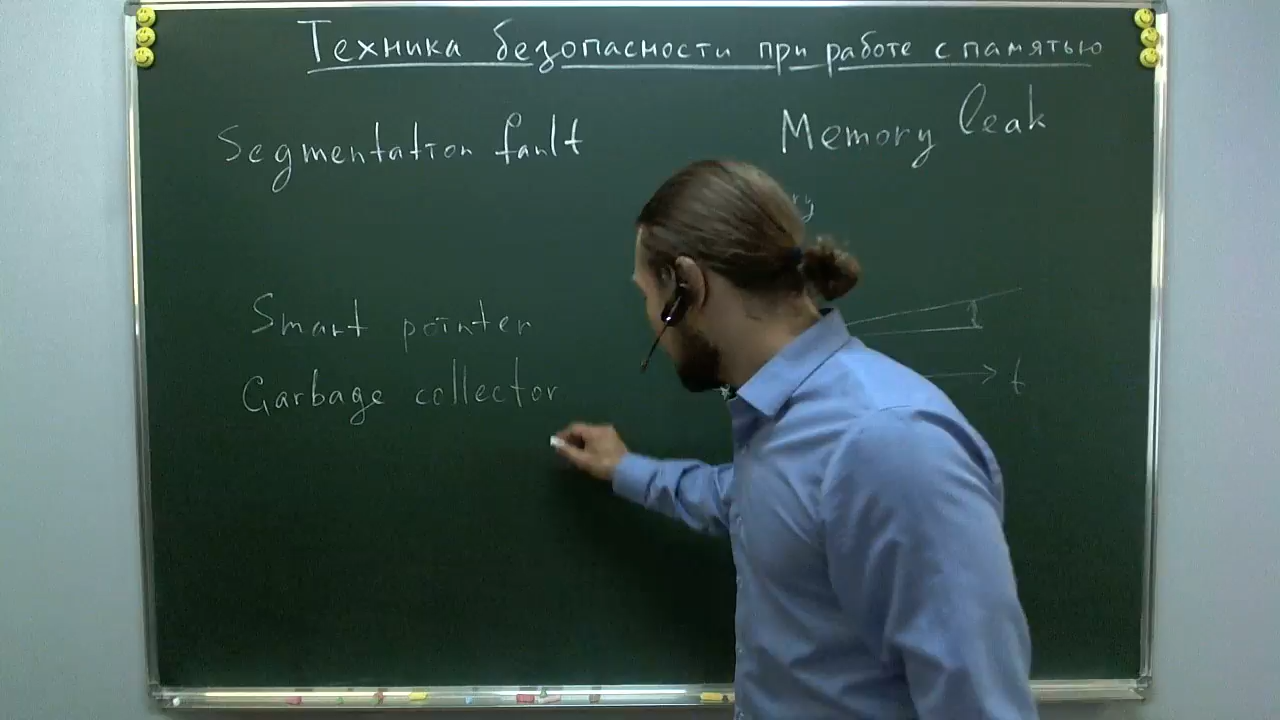 Техника безопасности при работе с памятью
Segmentation fault
Memory leak
Smart pointer
Garbage collector
t